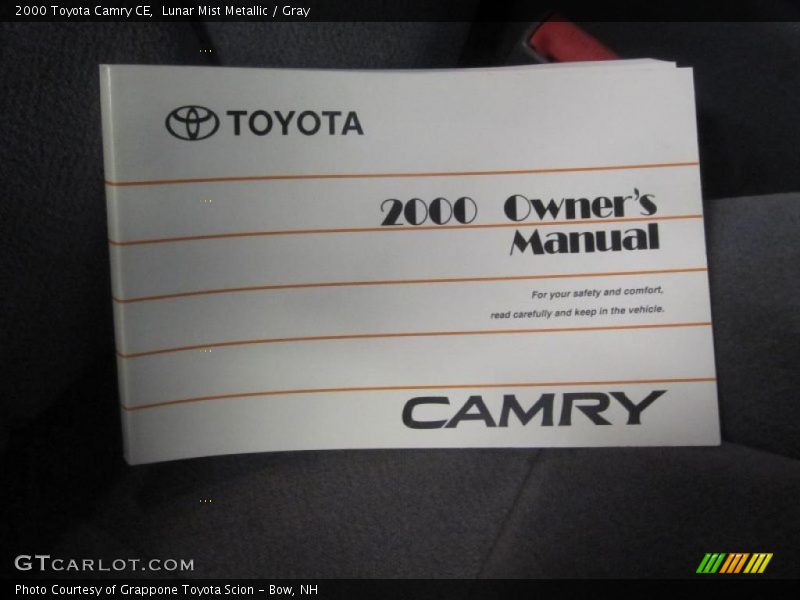 2000 Toyota Camry CE,  Lunar Mist Metallic / Gray
TOYOTA
2000 Owner's
Manual
For your safety and comfort,
read carefully and keep in the vehicle.
CAMRY
GTCARLOT.COM
Photo Courtesy of Grappone Toyota Scion - Bow, NH